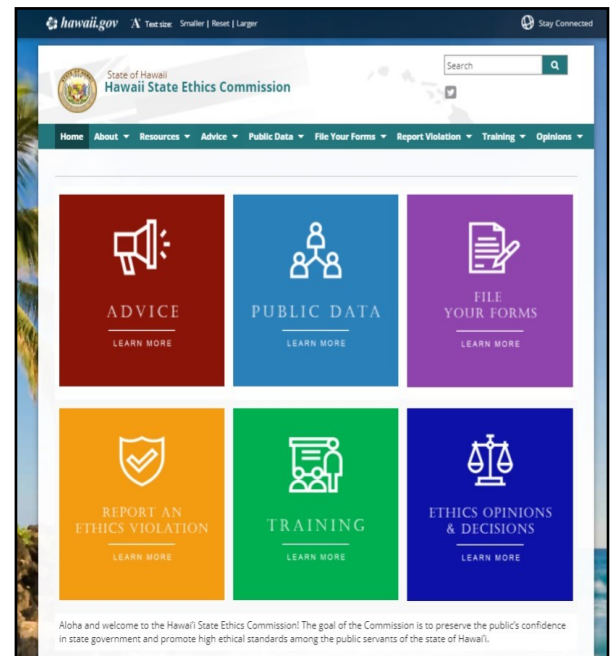 hawaii.gov A Text size: Smaller | Reset | Larger Stay Connected
State of Hawaii
Hawaii State Ethics Commission
Search
Home About Resources Advice Public Data File Your Forms Report Violation Training Opinions
ADVICE
LEARN MORE
PUBLIC DATA
LEARN MORE
FILE
YOUR FORMS
LEARN MORE
REPORT AN
ETHICS VIOLATION
LEARN MORE
TRAINING
LEARN MORE
ETHICS OPINIONS
& DECISIONS
LEARN MORE
Aloha and welcome to the Hawai‘i State Ethics Commission! The goal of the Commission is to preserve the public's confidence
in state government and promote high ethical standards among the public servants of the state of Hawai‘i.